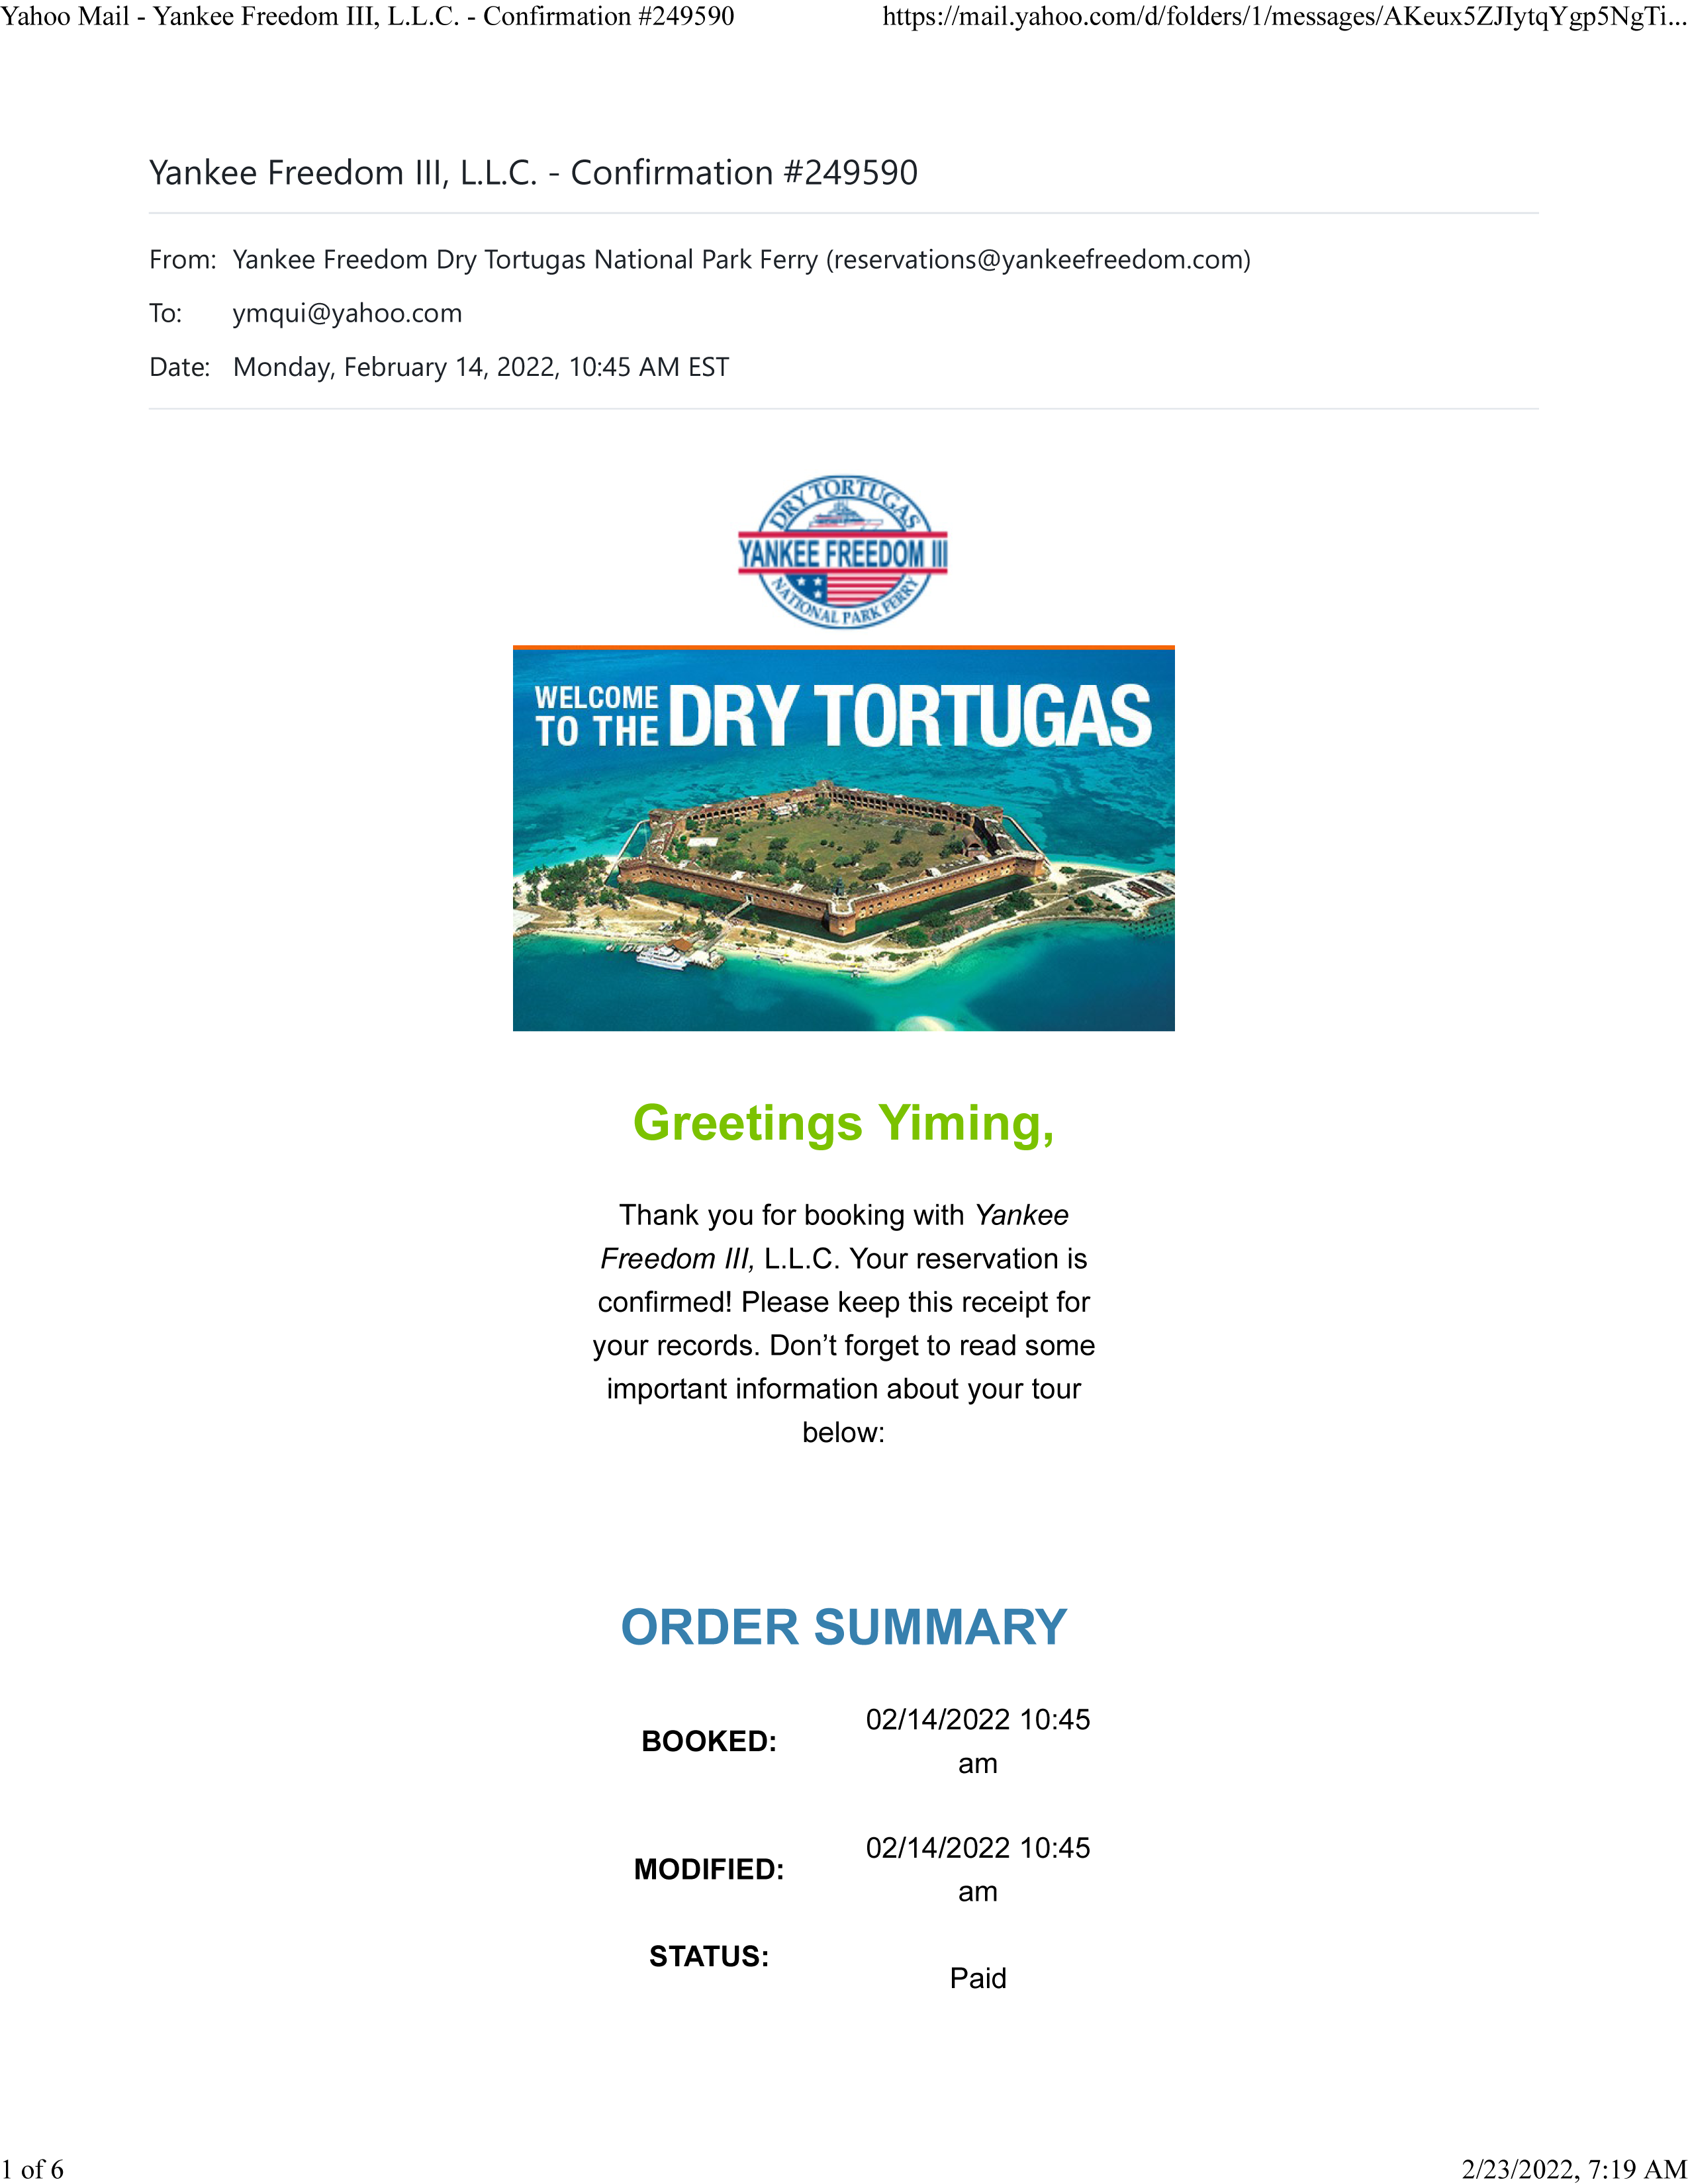 Yahoo Mail - Yankee Freedom III, L.L.C. - Confirmation #249590 https://mail.yahoo.com/d/folders/1/messages/AKeux5ZJIytqYgp5NgTi...
Yankee Freedom III, L.L.C. - Confirmation #249590
From: Yankee Freedom Dry Tortugas National Park Ferry (reservations@yankeefreedom.com)
To: ymqui@yahoo.com
Date: Monday, February 14, 2022, 10:45 AM EST
DRY TORTUGAS
YANKEE FREEDOM III
NATIONAL PARK FERRY
WELCOME
TO THE DRY TORTUGAS
Greetings Yiming,
Thank you for booking with Yankee
Freedom III, L.L.C. Your reservation is
confirmed! Please keep this receipt for
your records. Don’t forget to read some
important information about your tour
below:
ORDER SUMMARY
BOOKED: 02/14/2022 10:45
am
MODIFIED: 02/14/2022 10:45
am
STATUS:
Paid
1 of 6 2/23/2022, 7:19 AM